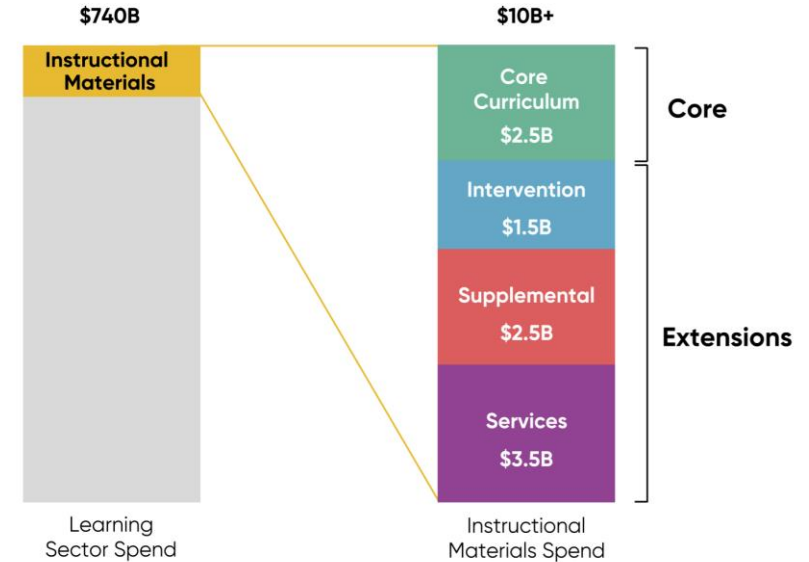 $740B
$10B+
Instructional
Materials
Core
Curriculum
$2.5B
Core
Intervention
$1.5B
Supplemental
$2.5B
Extensions
Services
$3.5B
Learning
Sector Spend
Instructional
Materials Spend